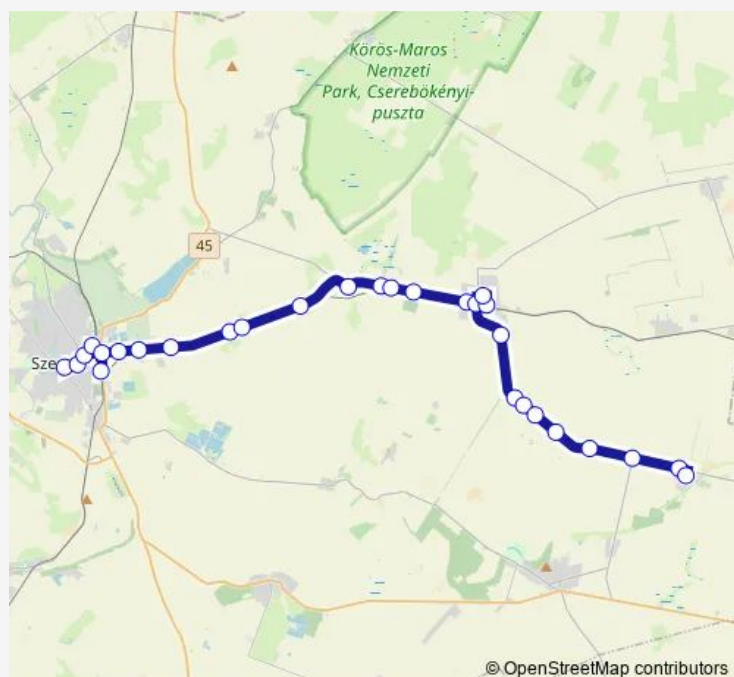 Körös-Maros
Nemzeti
Park, Cserebökényi-
puszta
45
Sze
© OpenStreetMap contributors